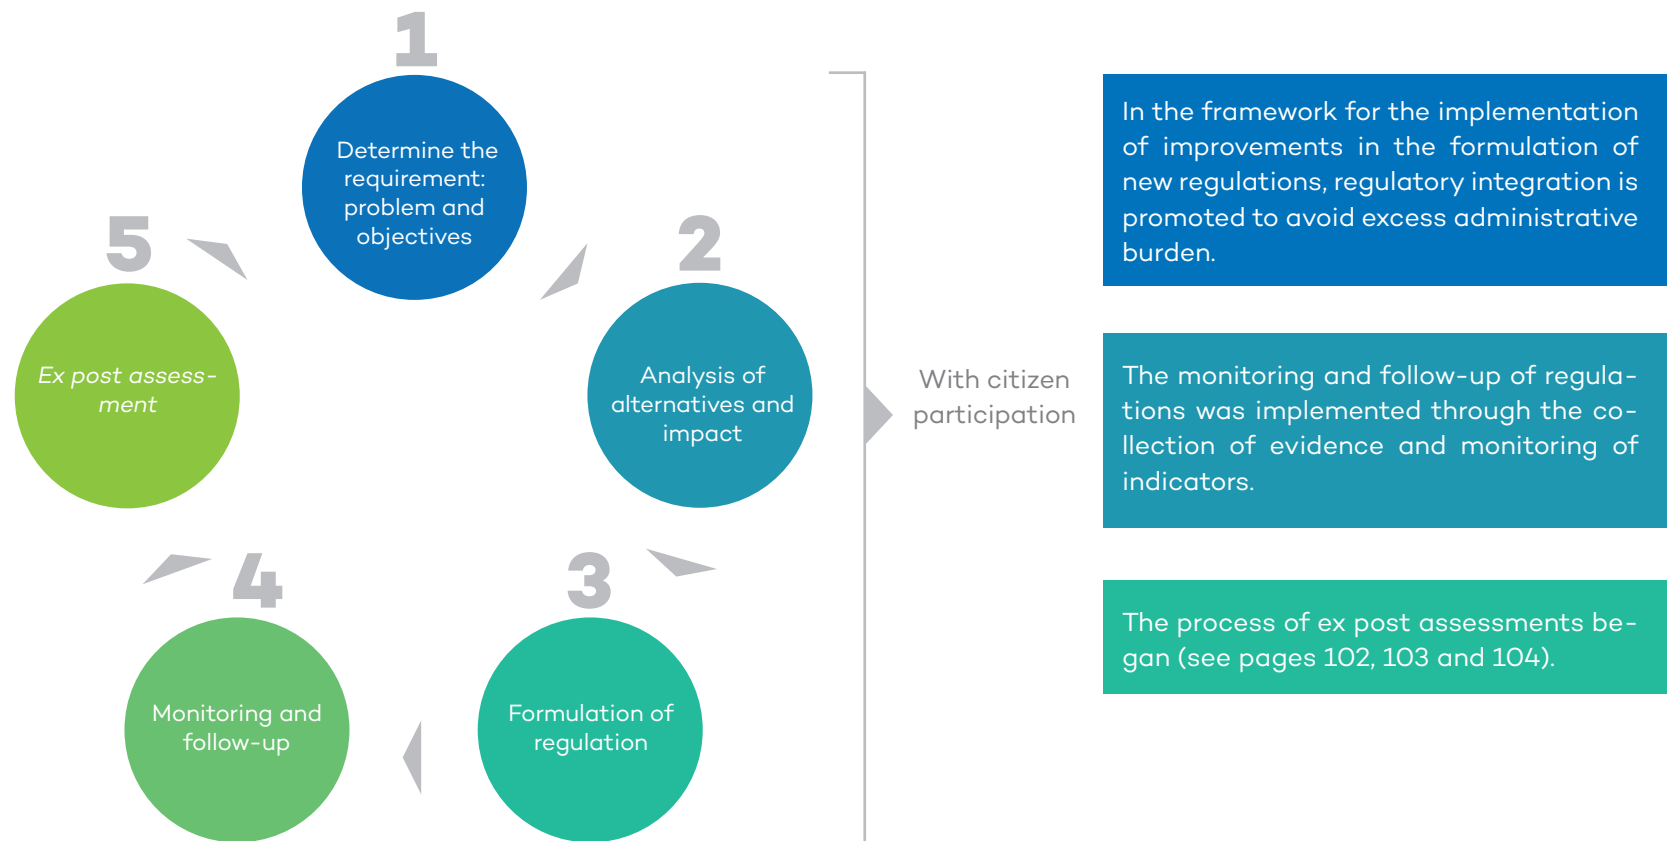 1
Determine the
requirement:
problem and
objectives
2
Analysis of
alternatives and
impact
3
Formulation of
regulation
4
Monitoring and
follow-up
5
Ex post assess-
ment
With citizen
participation
In the framework for the implementation
of improvements in the formulation of
new regulations, regulatory integration is
promoted to avoid excess administrative
burden.
The monitoring and follow-up of regula-
tions was implemented through the co-
llection of evidence and monitoring of
indicators.
The process of ex post assessments be-
gan (see pages 102, 103 and 104).